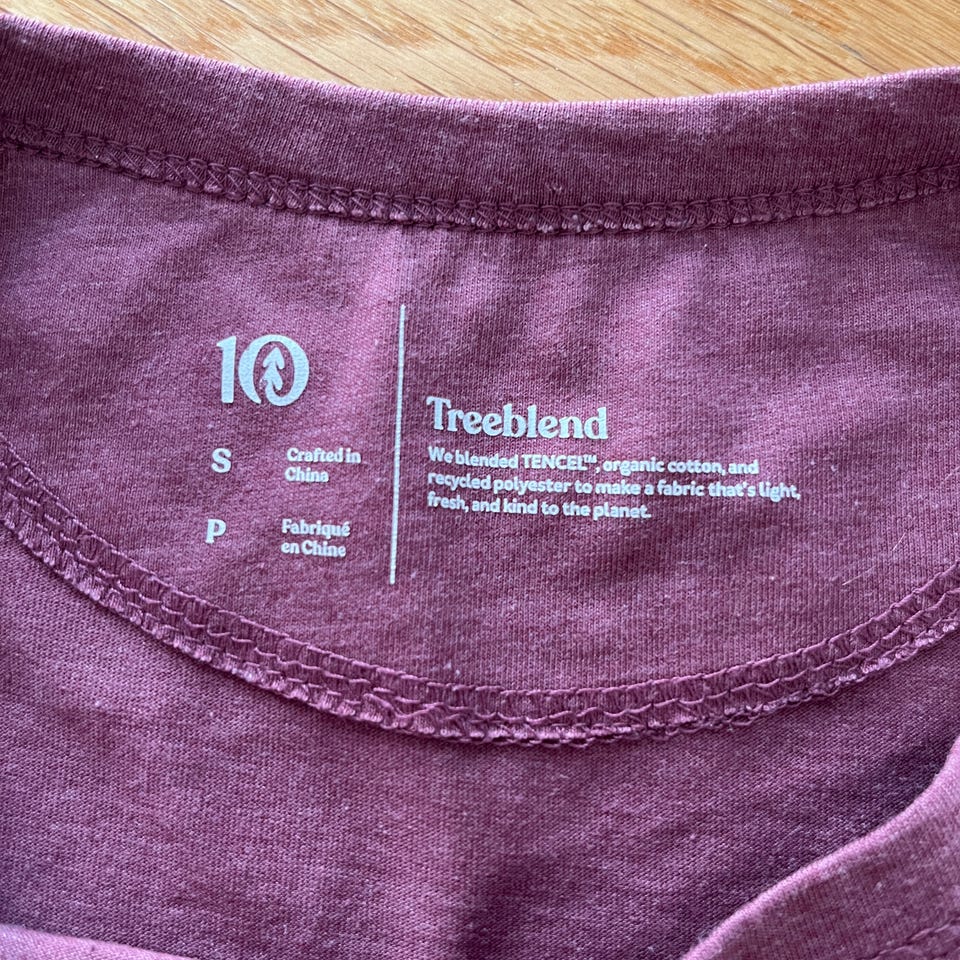 10
S
Crafted in
China
P
Fabriqué
en Chine
Treeblend
We blended TENCEL™, organic cotton, and
recycled polyester to make a fabric that's light,
fresh, and kind to the planet.